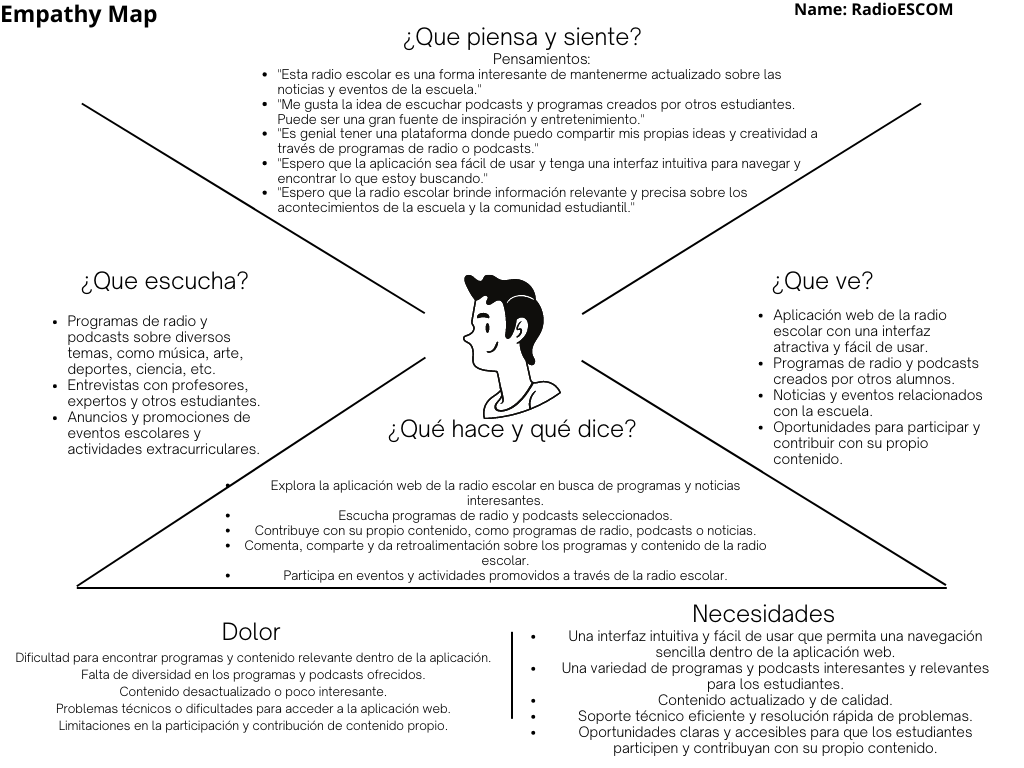 Empathy Map
Name: RadioESCOM
¿Que piensa y siente?
Pensamientos:
• "Esta radio escolar es una forma interesante de mantenerme actualizado sobre las
noticias y eventos de la escuela."
• "Me gusta la idea de escuchar podcasts y programas creados por otros estudiantes.
Puede ser una gran fuente de inspiración y entretenimiento."
• "Es genial tener una plataforma donde puedo compartir mis propias ideas y creatividad a
través de programas de radio o podcasts."
• "Espero que la aplicación sea fácil de usar y tenga una interfaz intuitiva para navegar y
encontrar lo que estoy buscando."
• "Espero que la radio escolar brinde información relevante y precisa sobre los
acontecimientos de la escuela y la comunidad estudiantil."
¿Que escucha?
• Programas de radio y
podcasts sobre diversos
temas, como música, arte,
deportes, ciencia, etc.
• Entrevistas con profesores,
expertos y otros estudiantes.
• Anuncios y promociones de
eventos escolares y
actividades extracurriculares.
¿Que ve?
• Aplicación web de la radio
escolar con una interfaz
atractiva y fácil de usar.
• Programas de radio y podcasts
creados por otros alumnos.
• Noticias y eventos relacionados
con la escuela.
• Oportunidades para participar y
contribuir con su propio
contenido.
¿Qué hace y qué dice?
• Explora la aplicación web de la radio escolar en busca de programas y noticias
interesantes.
• Escucha programas de radio y podcasts seleccionados.
• Contribuye con su propio contenido, como programas de radio, podcasts o noticias.
• Comenta, comparte y da retroalimentación sobre los programas y contenido de la radio
escolar.
• Participa en eventos y actividades promovidos a través de la radio escolar.
Dolor
Dificultad para encontrar programas y contenido relevante dentro de la aplicación.
Falta de diversidad en los programas y podcasts ofrecidos.
Contenido desactualizado o poco interesante.
Problemas técnicos o dificultades para acceder a la aplicación web.
Limitaciones en la participación y contribución de contenido propio.
Necesidades
• Una interfaz intuitiva y fácil de usar que permita una navegación
sencilla dentro de la aplicación web.
• Una variedad de programas y podcasts interesantes y relevantes
para los estudiantes.
• Contenido actualizado y de calidad.
• Soporte técnico eficiente y resolución rápida de problemas.
• Oportunidades claras y accesibles para que los estudiantes
participen y contribuyan con su propio contenido.